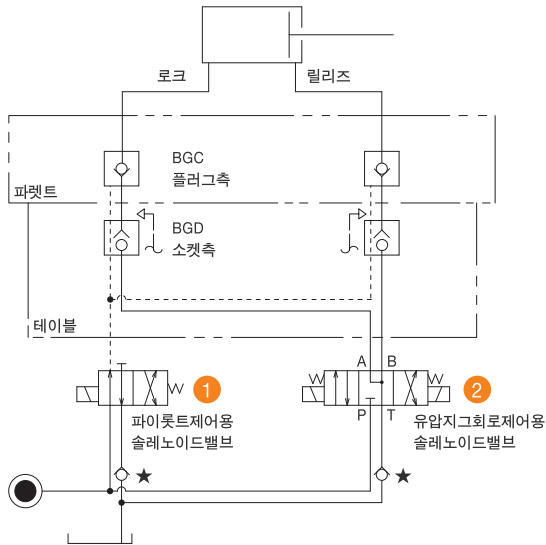 로크
릴리즈
BGC
플러그측
파렛트
BGD
소켓측
테이블
A B
1
2
P T
파이롯트제어용
솔레노이드밸브
유압지그회로제어용
솔레노이드밸브
★
★